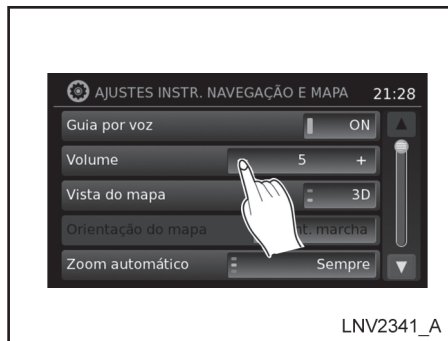 AJUSTES INSTR. NAVEGAÇÃO E MAPA 21:28
Guia por voz ON
Volume 5 +
Vista do mapa 3D
Orientação do mapa t. marcha
Zoom automático Sempre
LNV2341_A